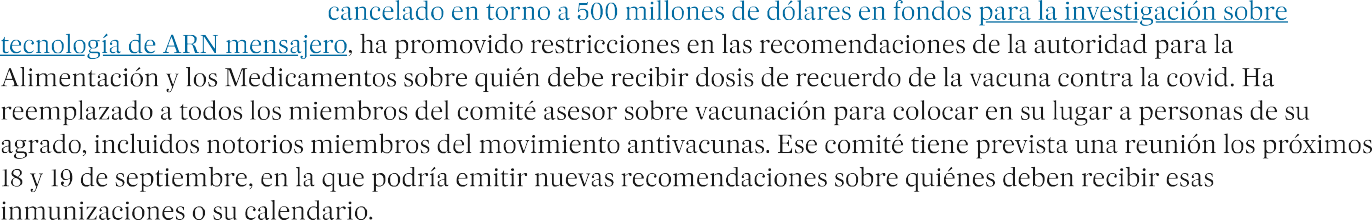 cancelado en torno a 500 millones de dólares en fondos para la investigación sobre
tecnología de ARN mensajero, ha promovido restricciones en las recomendaciones de la autoridad para la
Alimentación y los Medicamentos sobre quién debe recibir dosis de recuerdo de la vacuna contra la covid. Ha
reemplazado a todos los miembros del comité asesor sobre vacunación para colocar en su lugar a personas de su
agrado, incluidos notorios miembros del movimiento antivacunas. Ese comité tiene prevista una reunión los próximos
18 y 19 de septiembre, en la que podría emitir nuevas recomendaciones sobre quiénes deben recibir esas
inmunizaciones o su calendario.